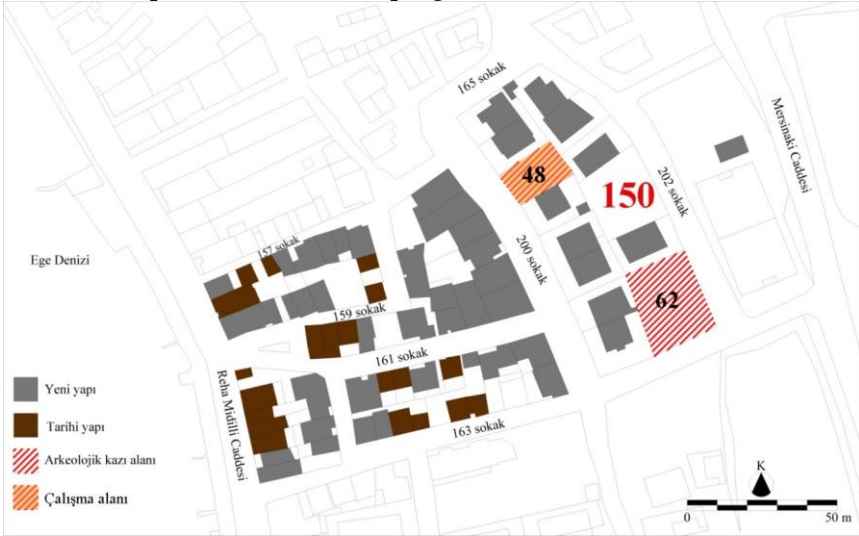 165 sokak
Mersinaki Caddesi
48
150
202 sokak
200 sokak
157 sokak
Ege Denizi
62
159 sokak
161 sokak
Reha Midilli Caddesi
163 sokak
Yeni yapı
Tarihi yapı
Arkeolojik kazı alanı
Çalışma alanı
K
0
50 m